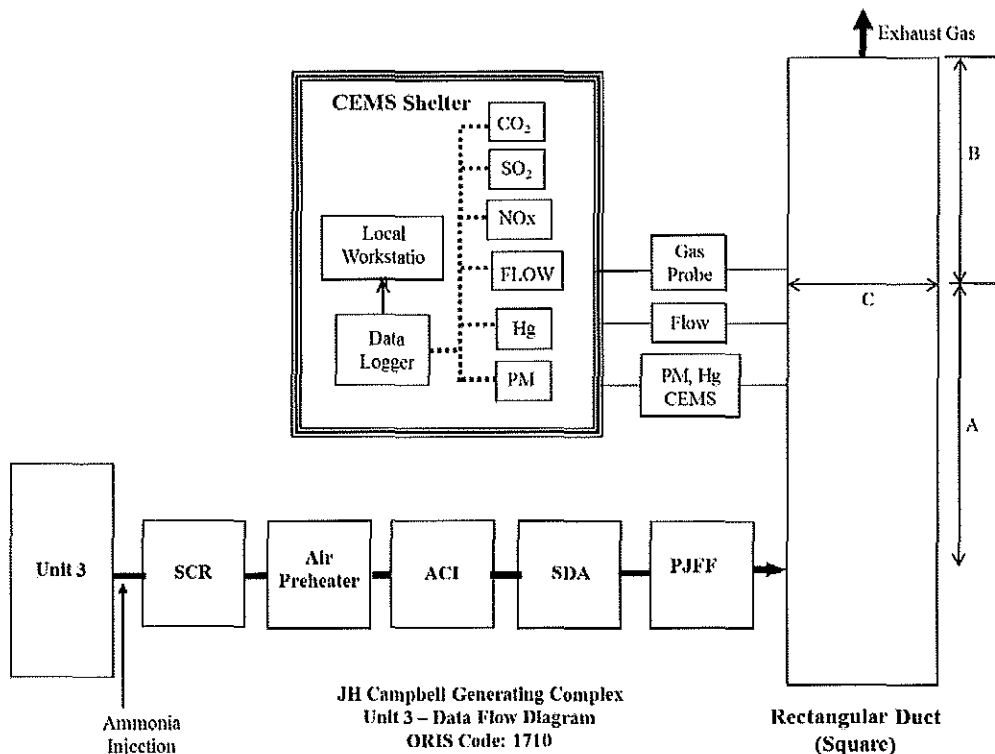 Exhaust Gas
CEMS Shelter
CO₂
SO₂
NOx
FLOW
Hg
PM
Local
Workstatio
Data
Logger
Gas
Probe
Flow
PM, Hg
CEMS
B
C
A
Unit 3
SCR
Air
Preheater
ACI
SDA
PJFF
Ammonia
Injection
JH Campbell Generating Complex
Unit 3 – Data Flow Diagram
ORIS Code: 1710
Rectangular Duct
(Square)